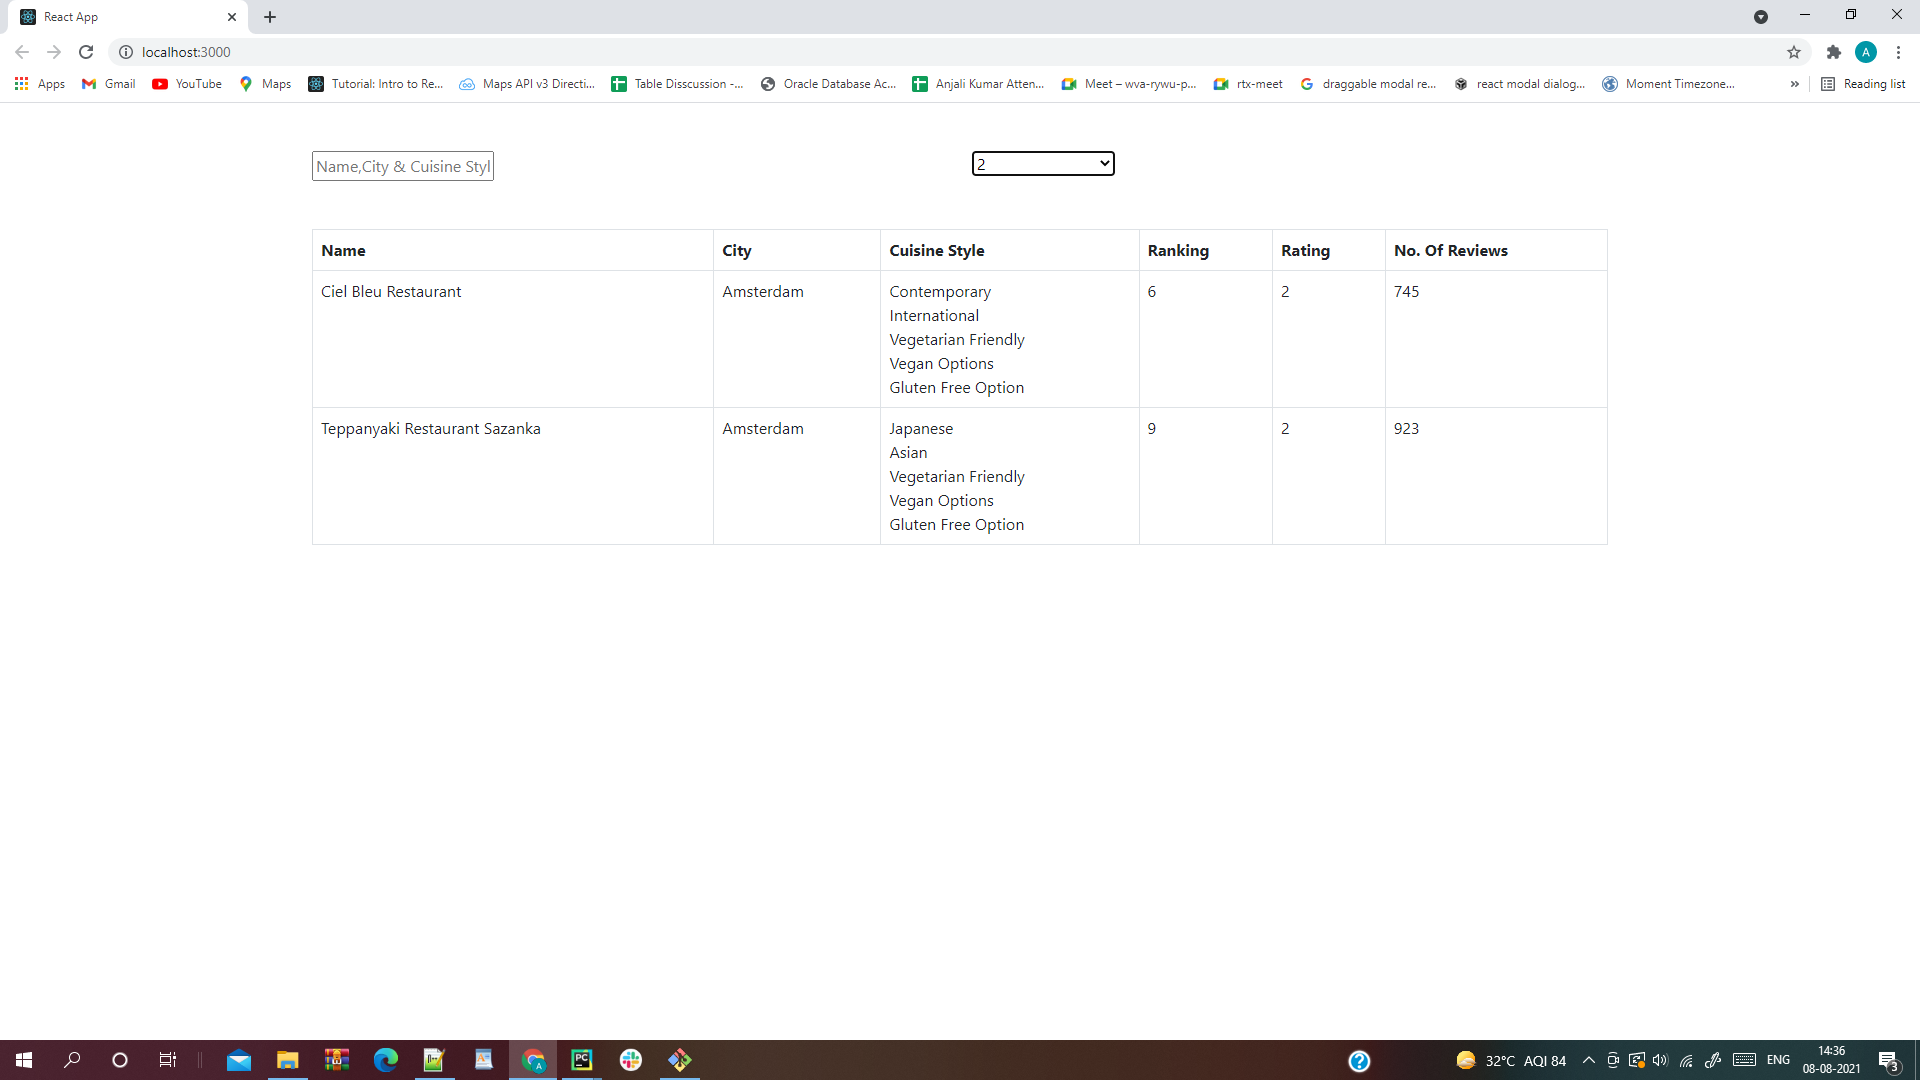 React App
localhost:3000
Apps
Gmail
YouTube
Maps
Tutorial: Intro to Re...
Maps API v3 Directi...
Table Disscussion -...
Oracle Database Ac...
Anjali Kumar Atten...
Meet – wva-rywu-p...
rtx-meet
draggable modal re...
react modal dialog...
Moment Timezone...
»
Reading list
A
Name,City & Cuisine Styl
2
Name City Cuisine Style Ranking Rating No. Of Reviews
Ciel Bleu Restaurant Amsterdam Contemporary 6 2 745
International
Vegetarian Friendly
Vegan Options
Gluten Free Option
Teppanyaki Restaurant Sazanka Amsterdam Japanese 9 2 923
Asian
Vegetarian Friendly
Vegan Options
Gluten Free Option
PC
A
32°C AQI 84
ENG
14:36
08-08-2021
3